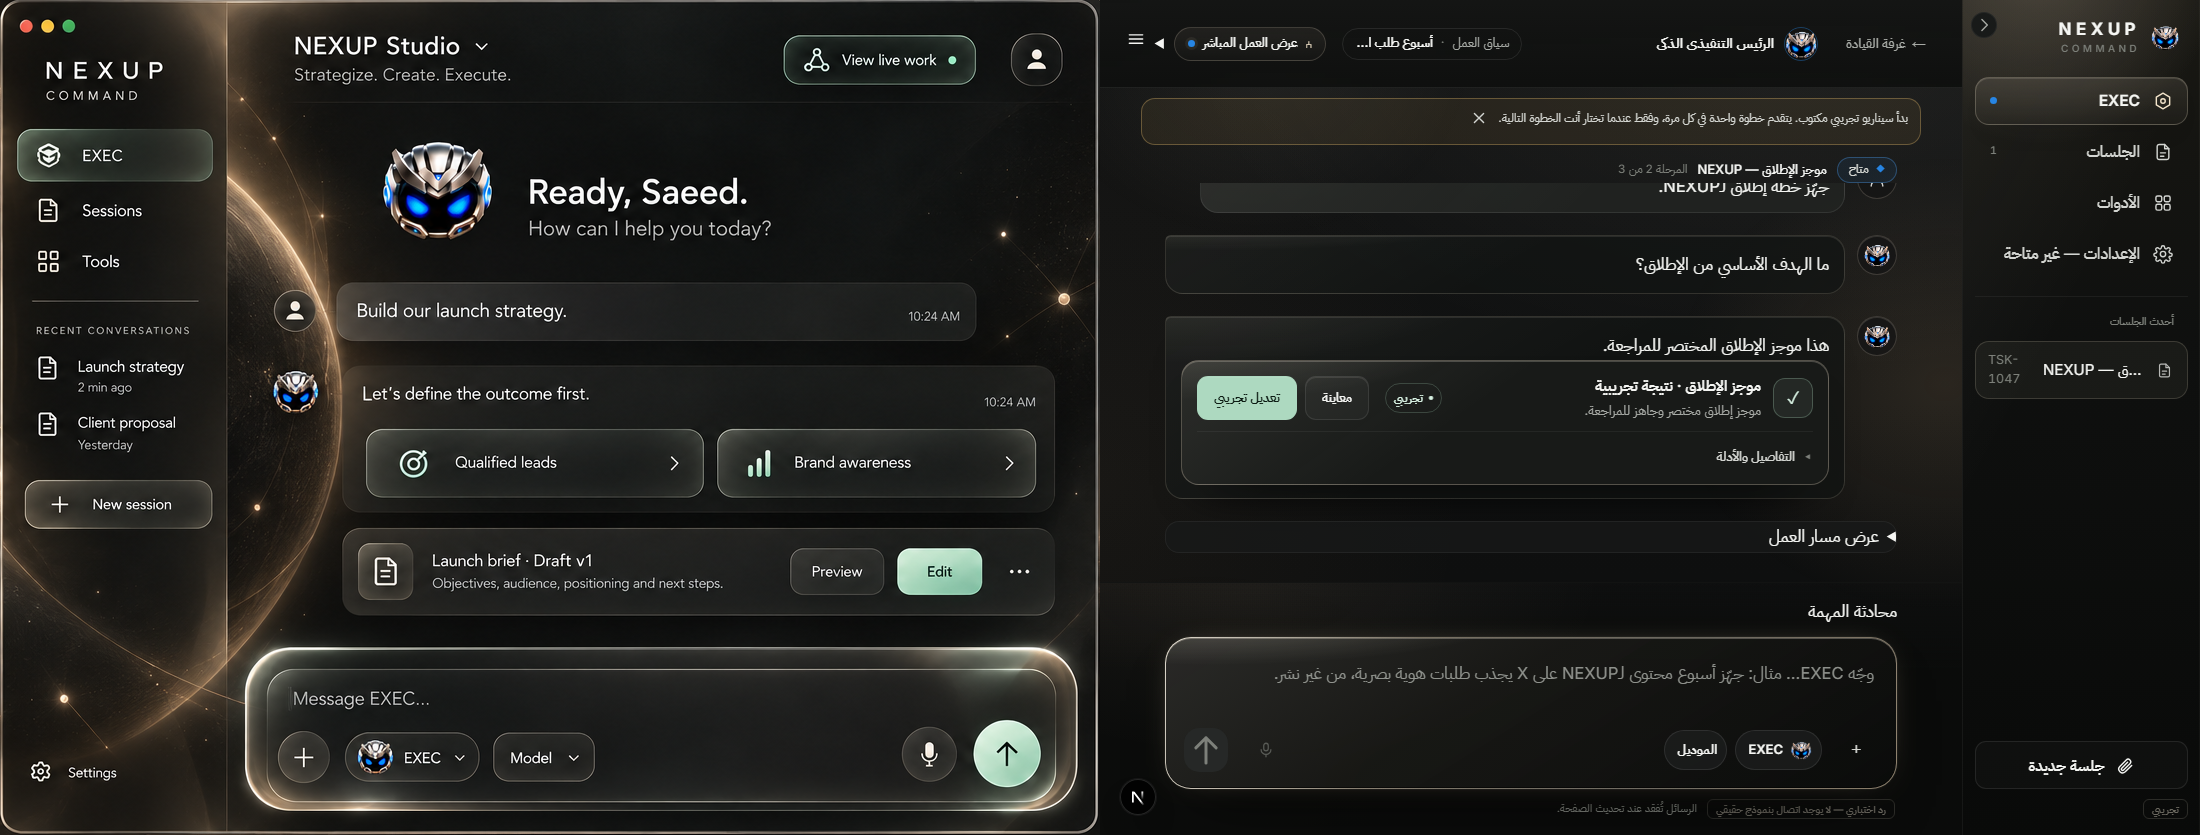 NEXUP
COMMAND
EXEC
Sessions
Tools
RECENT CONVERSATIONS
Launch strategy
2 min ago
Client proposal
Yesterday
New session
Settings
NEXUP Studio
Strategize. Create. Execute.
View live work
Ready, Saeed.
How can I help you today?
Build our launch strategy.
10:24 AM
Let's define the outcome first.
10:24 AM
Qualified leads
Brand awareness
Launch brief · Draft v1
Objectives, audience, positioning and next steps.
Preview
Edit
Message EXEC...
EXEC
Model
NEXUP
COMMAND
EXEC
الجلسات
1
الأدوات
الإعدادات — غير متاحة
أحدث الجلسات
NEXUP — ق...
TSK-
1047
جلسة جديدة
تجريبي
← غرفة القيادة
الرئيس التنفيذي الذكي
سياق العمل · أسبوع طلب ا...
عرض العمل المباشر
بدأ سيناريو تجريبي مكتوب. يتقدم خطوة واحدة في كل مرة، وفقط عندما تختار أنت الخطوة التالية.
متاح
موجز الإطلاق — NEXUP
المرحلة 2 من 3
جهّز خطة إطلاق لـNEXUP.
ما الهدف الأساسي من الإطلاق؟
هذا موجز الإطلاق المختصر للمراجعة.
موجز الإطلاق · نتيجة تجريبية
موجز إطلاق مختصر وجاهز للمراجعة.
تجريبي
معاينة
تعديل تجريبي
التفاصيل والأدلة
عرض مسار العمل
محادثة المهمة
وجّه EXEC... مثال: جهّز أسبوع محتوى لـNEXUP على X يجذب طلبات هوية بصرية، من غير نشر.
EXEC
الموديل
N
رد اختباري — لا يوجد اتصال بنموذج حقيقي
الرسائل تُفقد عند تحديث الصفحة.